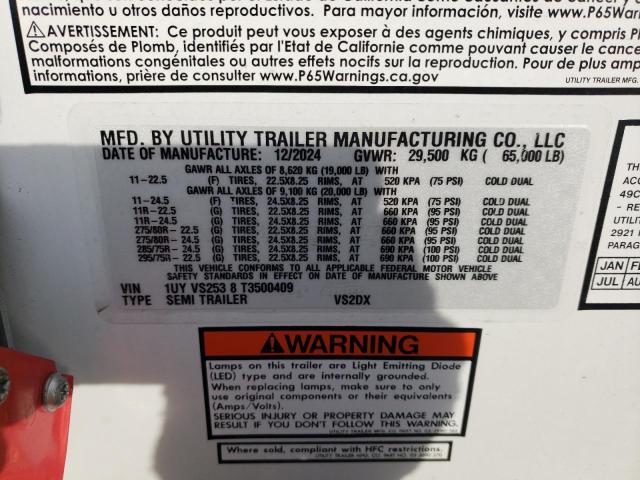 nacimiento u otros daños reproductivos. Para mayor información, visite www.P65Warn
AVERTISSEMENT: Ce produit peut vous exposer à des agents chimiques, y compris
Composés de Plomb, identifiés par l'Etat de Californie comme pouvant causer le cance
malformations congénitales ou autres effets nocifs sur la reproduction. Pour de plus am
informations, prière de consulter www.P65Warnings.ca.gov
UTILITY TRAILER MFG.
MFD. BY UTILITY TRAILER MANUFACTURING CO., LLC
DATE OF MANUFACTURE: 12/2024 GVWR: 29,500 KG ( 65,000 LB)
GAWR ALL AXLES OF 8,620 KG (19,000 LB) WITH
11-22.5 (F) TIRES, 22.5X8.25 RIMS, AT 520 KPA (75 PSI) COLD DUAL
GAWR ALL AXLES OF 9,100 KG (20,000 LB) WITH
11-24.5 (F) TIRES, 24.5X8.25 RIMS, AT 520 KPA (75 PSI) COLD DUAL
11R-22.5 (G) TIRES, 22.5X8.25 RIMS, AT 660 KPA (95 PSI) COLD DUAL
11R-24.5 (G) TIRES, 24.5X8.25 RIMS, AT 660 KPA (95 PSI) COLD DUAL
275/80R-22.5 (G) TIRES, 22.5X8.25 RIMS, AT 660 KPA (95 PSI) COLD DUAL
275/80R-24.5 (G) TIRES, 24.5X8.25 RIMS, AT 660 KPA (95 PSI) COLD DUAL
285/75R-24.5 (G) TIRES, 24.5X8.25 RIMS, AT 690 KPA (100 PSI) COLD DUAL
295/75R-22.5 (G) TIRES, 22.5X8.25 RIMS, AT 690 KPA (100 PSI) COLD DUAL
THIS VEHICLE CONFORMS TO ALL APPLICABLE FEDERAL MOTOR VEHICLE
SAFETY STANDARDS IN EFFECT ON DATE OF MANUFACTURE SHOWN ABOVE.
VIN 1UY VS253 8 T3500409
TYPE SEMI TRAILER VS2DX
THIS
ACCO
49C
- RE
UTILIT
2921
PARAG
JAN FE
JUL AU
WARNING
Lamps on this trailer are Light Emitting Diode
(LED) type and are internally grounded.
When replacing lamps, make sure to only
use original components or their equivalents
(Amps/Volts).
SERIOUS INJURY OR PROPERTY DAMAGE MAY
RESULT IF YOU DON'T FOLLOW THIS WARNING.
Where sold, compliant with HFC restrictions.